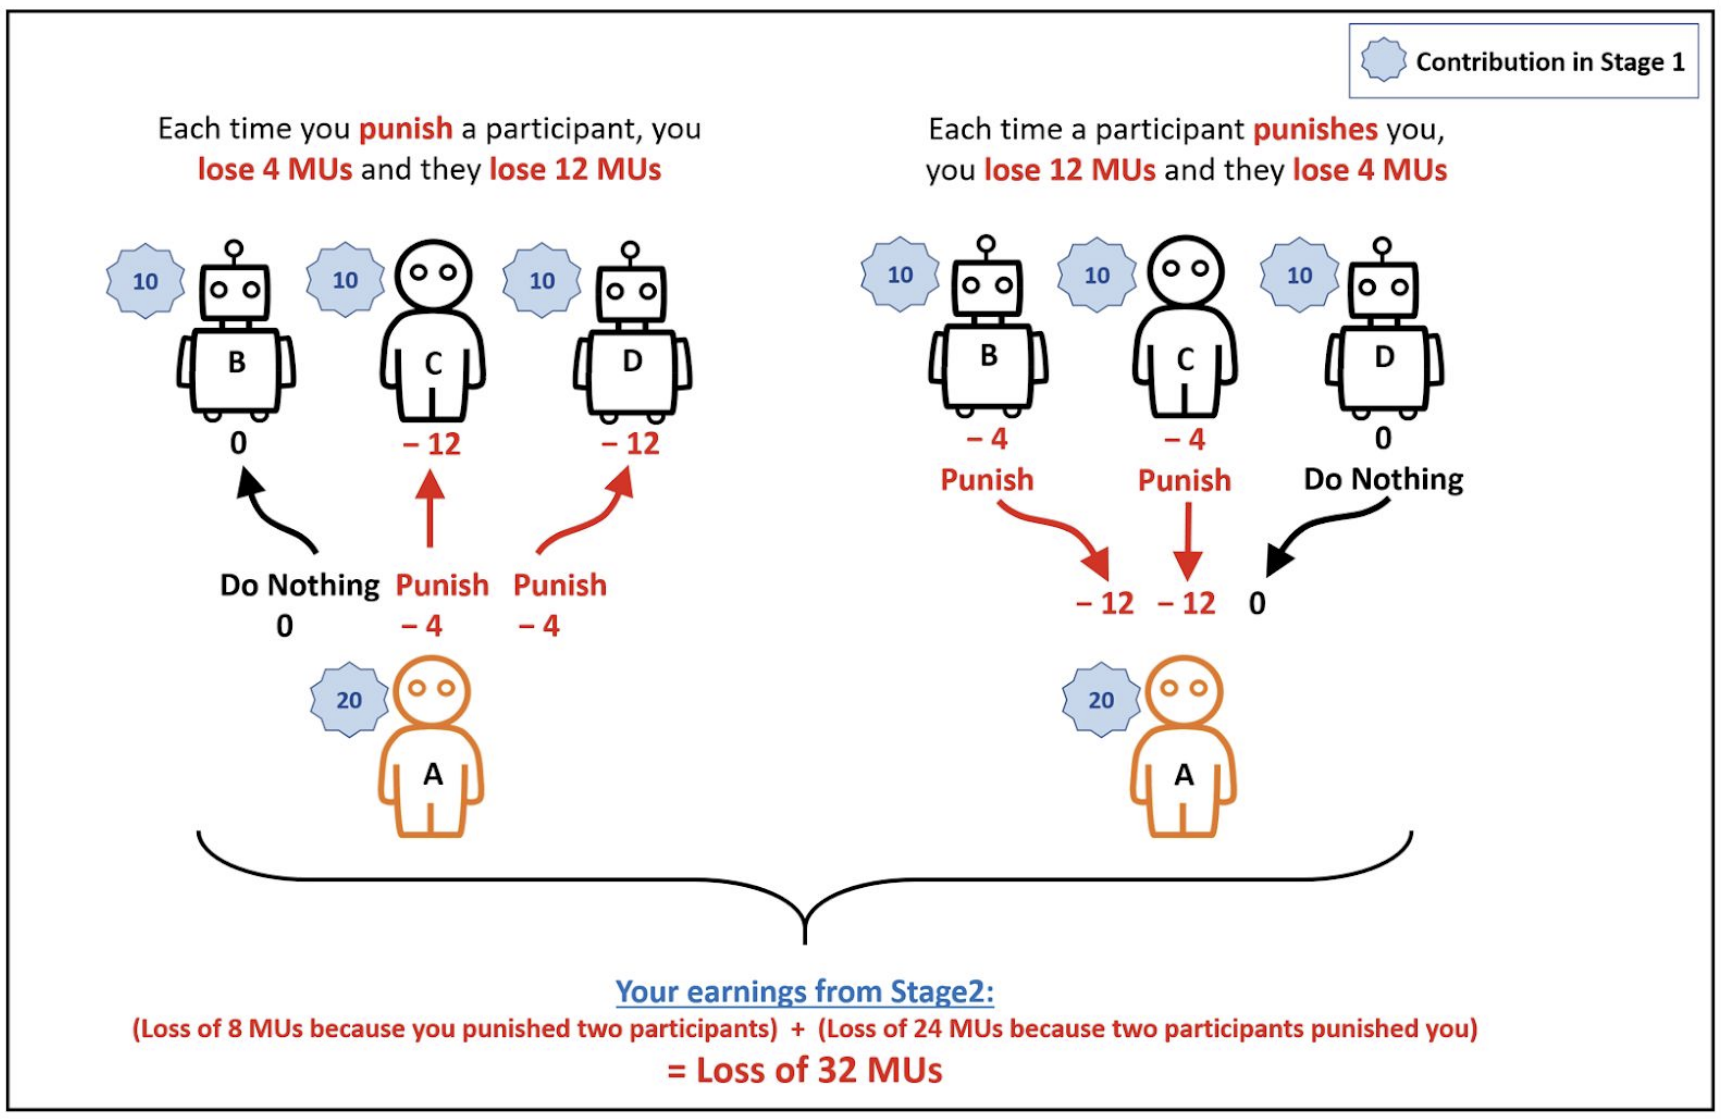 Contribution in Stage 1
Each time you punish a participant, you
lose 4 MUs and they lose 12 MUs
10
10
10
B
C
D
0
– 12
– 12
Do Nothing
Punish
Punish
0
– 4
– 4
20
A
Each time a participant punishes you,
you lose 12 MUs and they lose 4 MUs
10
10
10
B
C
D
– 4
– 4
0
Punish
Punish
Do Nothing
– 12
– 12
0
20
A
Your earnings from Stage2:
(Loss of 8 MUs because you punished two participants) + (Loss of 24 MUs because two participants punished you)
= Loss of 32 MUs